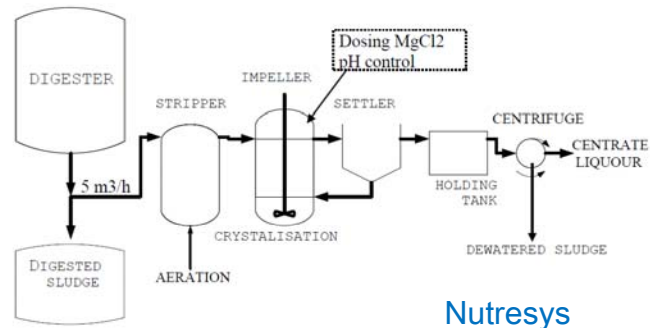 Dosing MgCl2
pH control
DIGESTER
IMPELLER
STRIPPER
SETTLER
CENTRIFUGE
CENTRATE
LIQUOUR
5 m3/h
HOLDING
TANK
CRYSTALISATION
DEWATERED SLUDGE
DIGESTED
SLUDGE
AERATION
Nutresys